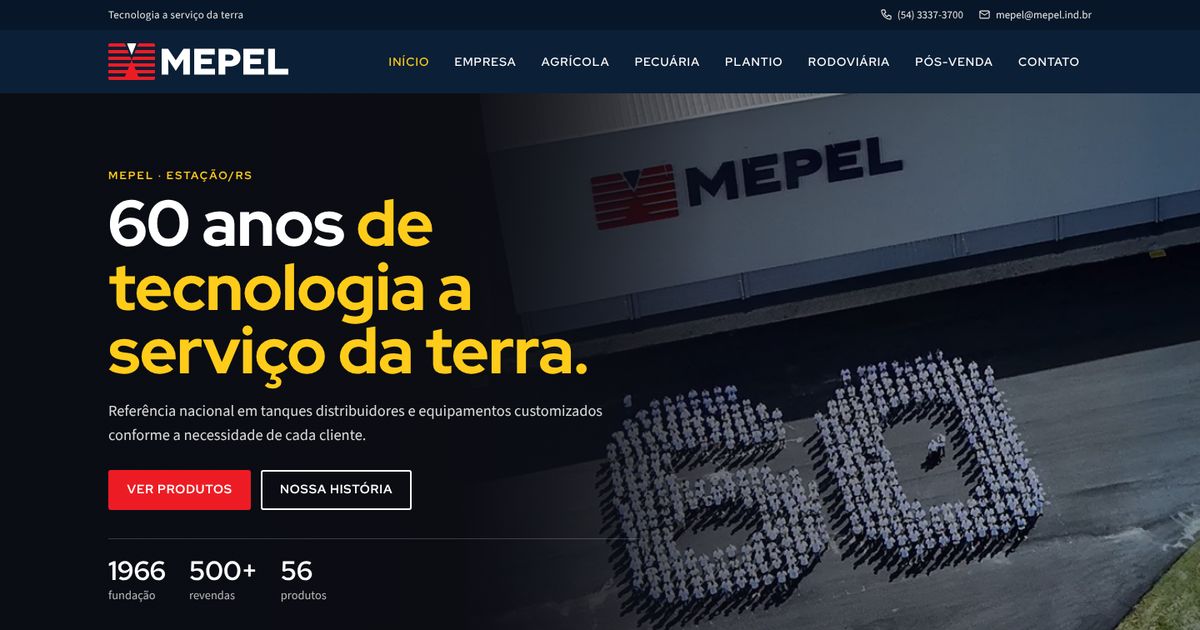 Tecnologia a serviço da terra
(54) 3337-3700
mepel@mepel.ind.br
MEPEL
INÍCIO
EMPRESA
AGRÍCOLA
PECUÁRIA
PLANTIO
RODOVIÁRIA
PÓS-VENDA
CONTATO
MEPEL
MEPEL · ESTAÇÃO/RS
60 anos de
tecnologia a
serviço da terra.
60
Referência nacional em tanques distribuidores e equipamentos customizados
conforme a necessidade de cada cliente.
VER PRODUTOS
NOSSA HISTÓRIA
1966
500+
56
fundação
revendas
produtos